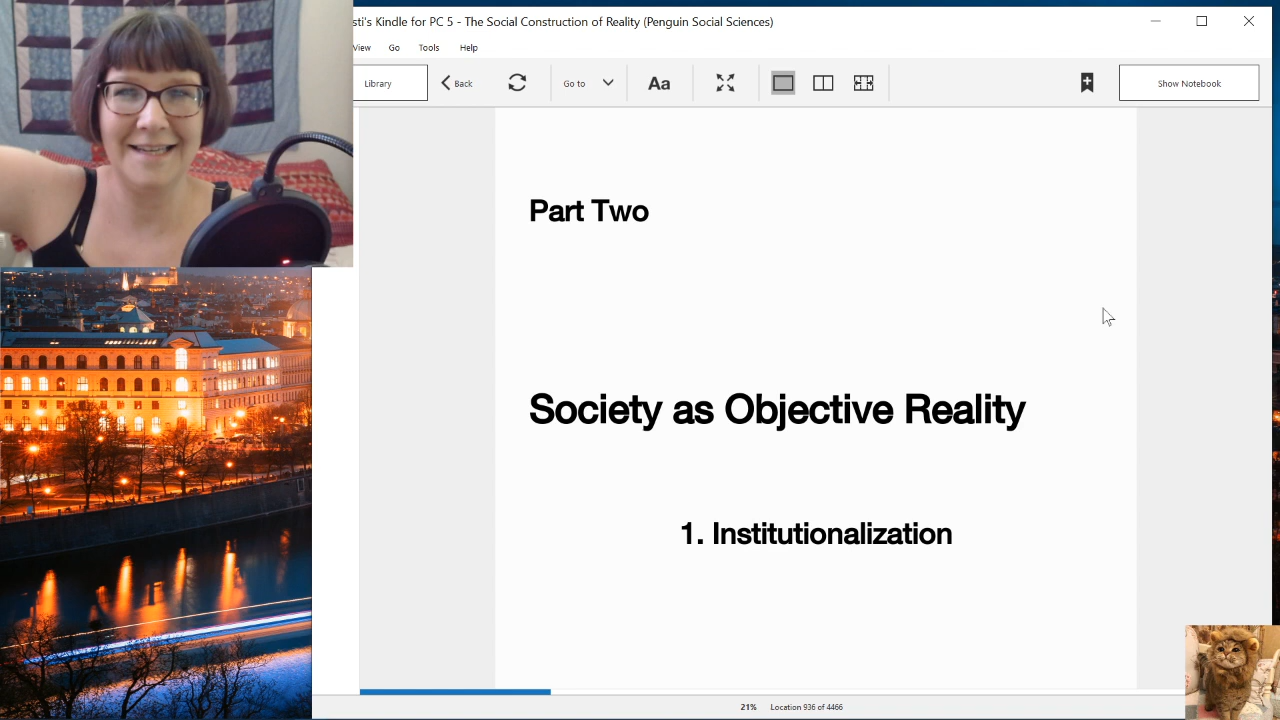 sti's Kindle for PC 5 - The Social Construction of Reality (Penguin Social Sciences)
View Go Tools Help
Library Back Go to Aa Show Notebook
Part Two
Society as Objective Reality
1. Institutionalization
21% Location 936 of 4466